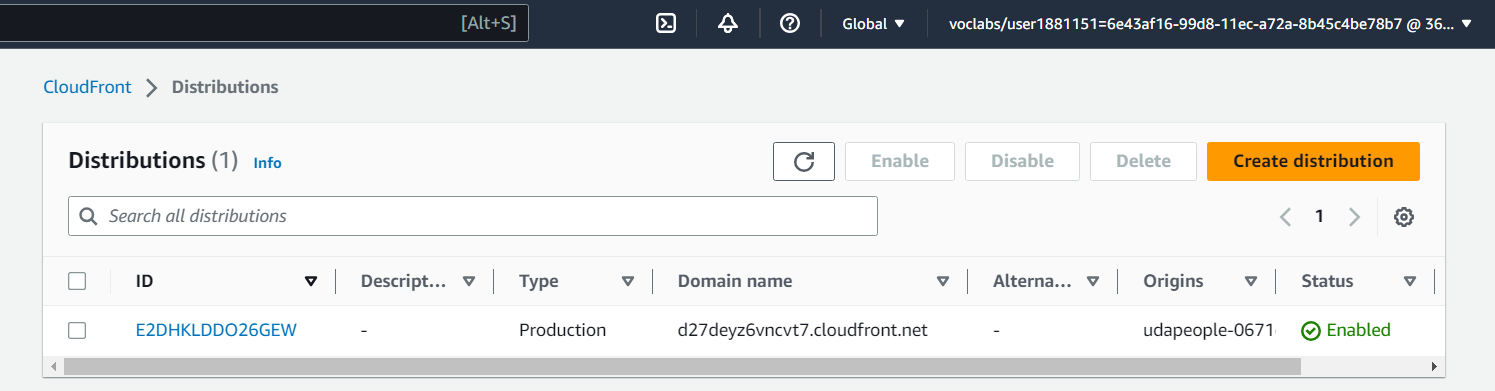 [Alt+S] Global voclabs/user1881151=6e43af16-99d8-11ec-a72a-8b45c4be78b7 @ 36...
CloudFront Distributions
Distributions (1) Info Enable Disable Delete Create distribution
Search all distributions 1
ID Descript... Type Domain name Alterna... Origins Status
E2DHKLDDO26GEW - Production d27deyz6vncvt7.cloudfront.net - udapeople-0671 Enabled